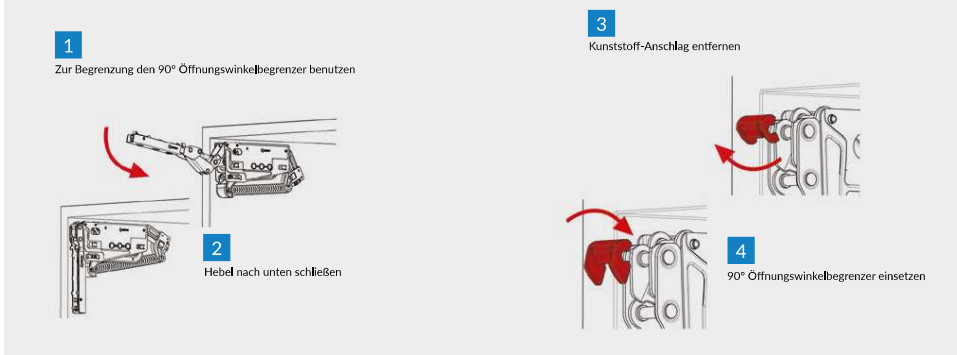 1
Zur Begrenzung den 90° Öffnungswinkelbegrenzer benutzen
2
Hebel nach unten schließen
3
Kunststoff-Anschlag entfernen
4
90° Öffnungswinkelbegrenzer einsetzen